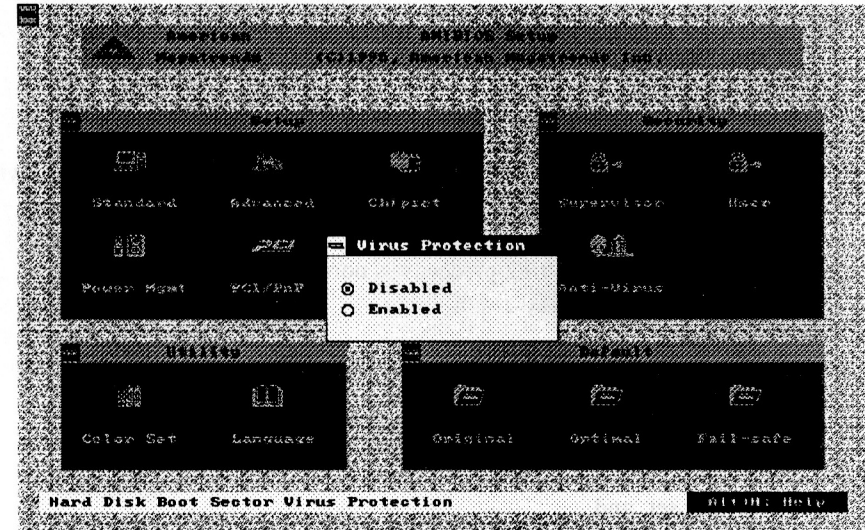 American AMIBIOS Setup
Megatrends (C)1996, American Megatrends Inc.
Setup
Security
Standard Advanced Chipset
Supervisor User
Virus Protection
Power Mgmt PCI/PnP
Anti-Virus
Disabled
Enabled
Utility
Default
Color Set Language
Original Optimal Fail-safe
Hard Disk Boot Sector Virus Protection
Alt+H: Help